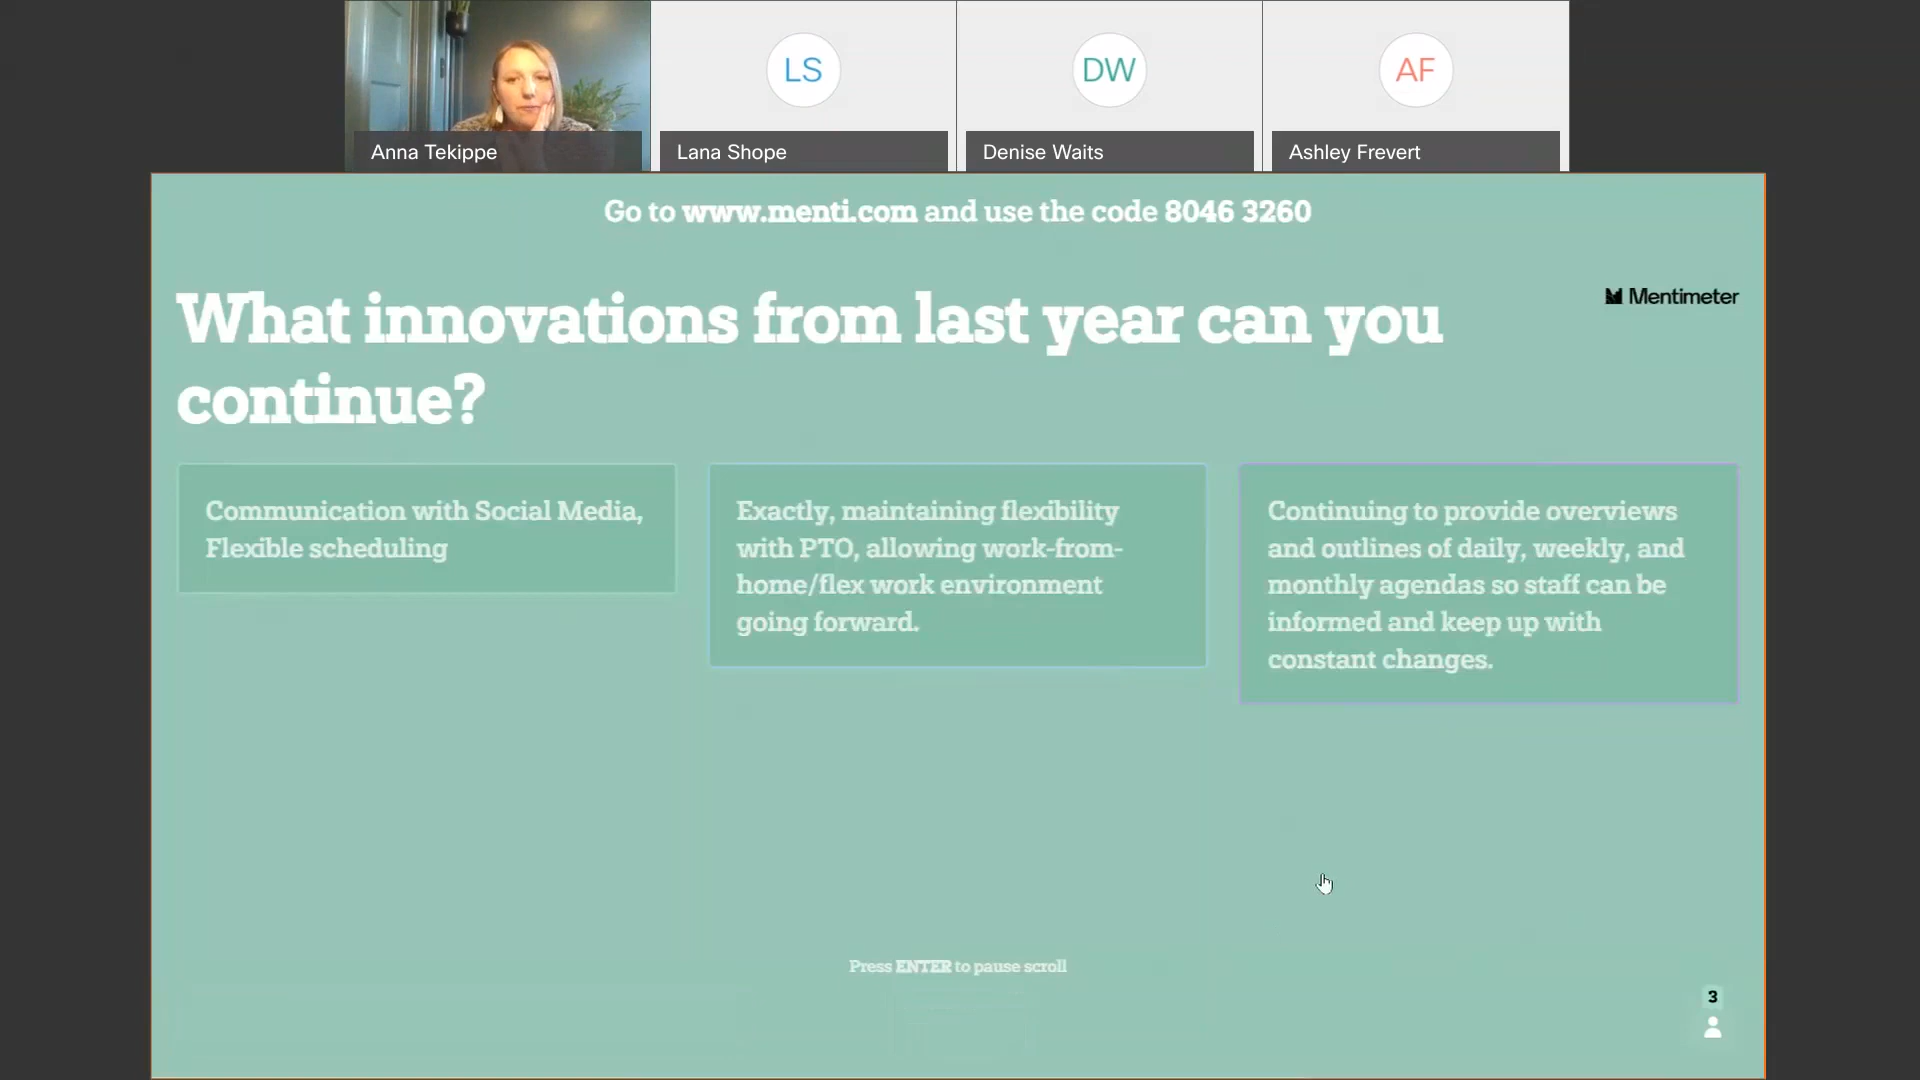 LS
DW
AF
Anna Tekippe
Lana Shope
Denise Waits
Ashley Frevert
Go to www.menti.com and use the code 8046 3260
Mentimeter
What innovations from last year can you
continue?
Communication with Social Media,
Flexible scheduling
Exactly, maintaining flexibility
with PTO, allowing work-from-
home/flex work environment
going forward.
Continuing to provide overviews
and outlines of daily, weekly, and
monthly agendas so staff can be
informed and keep up with
constant changes.
Press ENTER to pause scroll
3